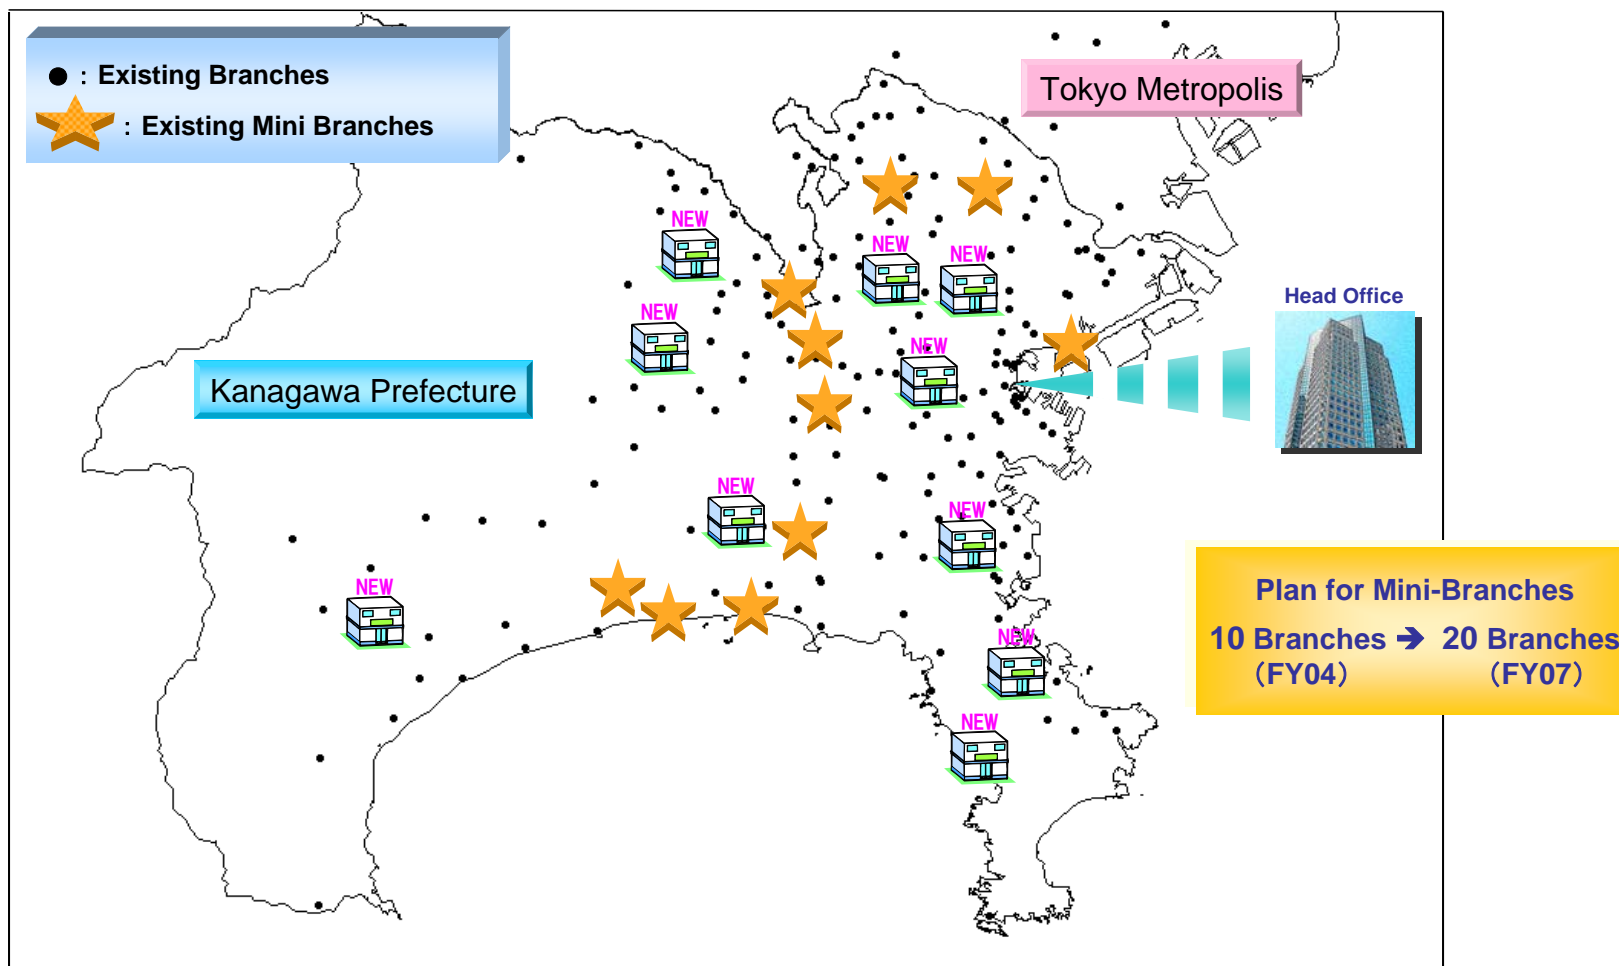 ● : Existing Branches
: Existing Mini Branches
Tokyo Metropolis
NEW
NEW
NEW
Head Office
NEW
NEW
Kanagawa Prefecture
NEW
NEW
NEW
Plan for Mini-Branches
10 Branches ➔ 20 Branches
（FY04） （FY07）
NEW
NEW